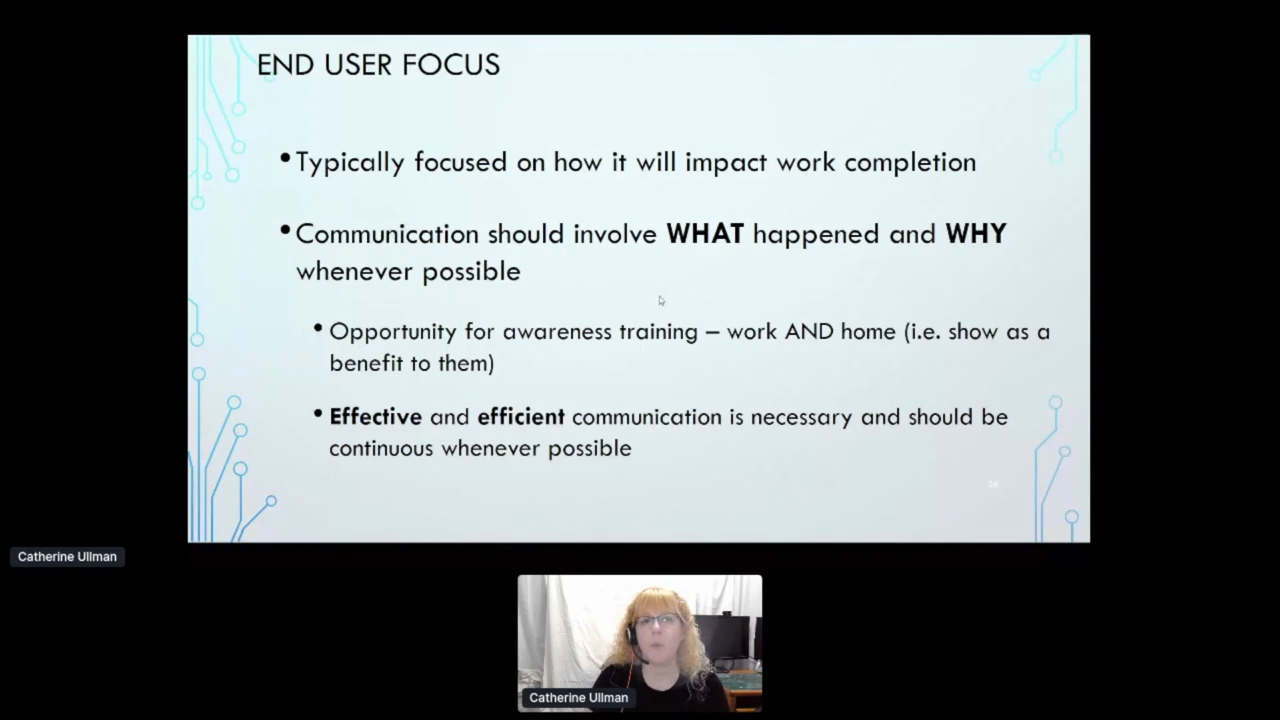 END USER FOCUS
•Typically focused on how it will impact work completion
•Communication should involve WHAT happened and WHY
whenever possible
•Opportunity for awareness training – work AND home (i.e. show as a
benefit to them)
•Effective and efficient communication is necessary and should be
continuous whenever possible
26
Catherine Ullman
Catherine Ullman